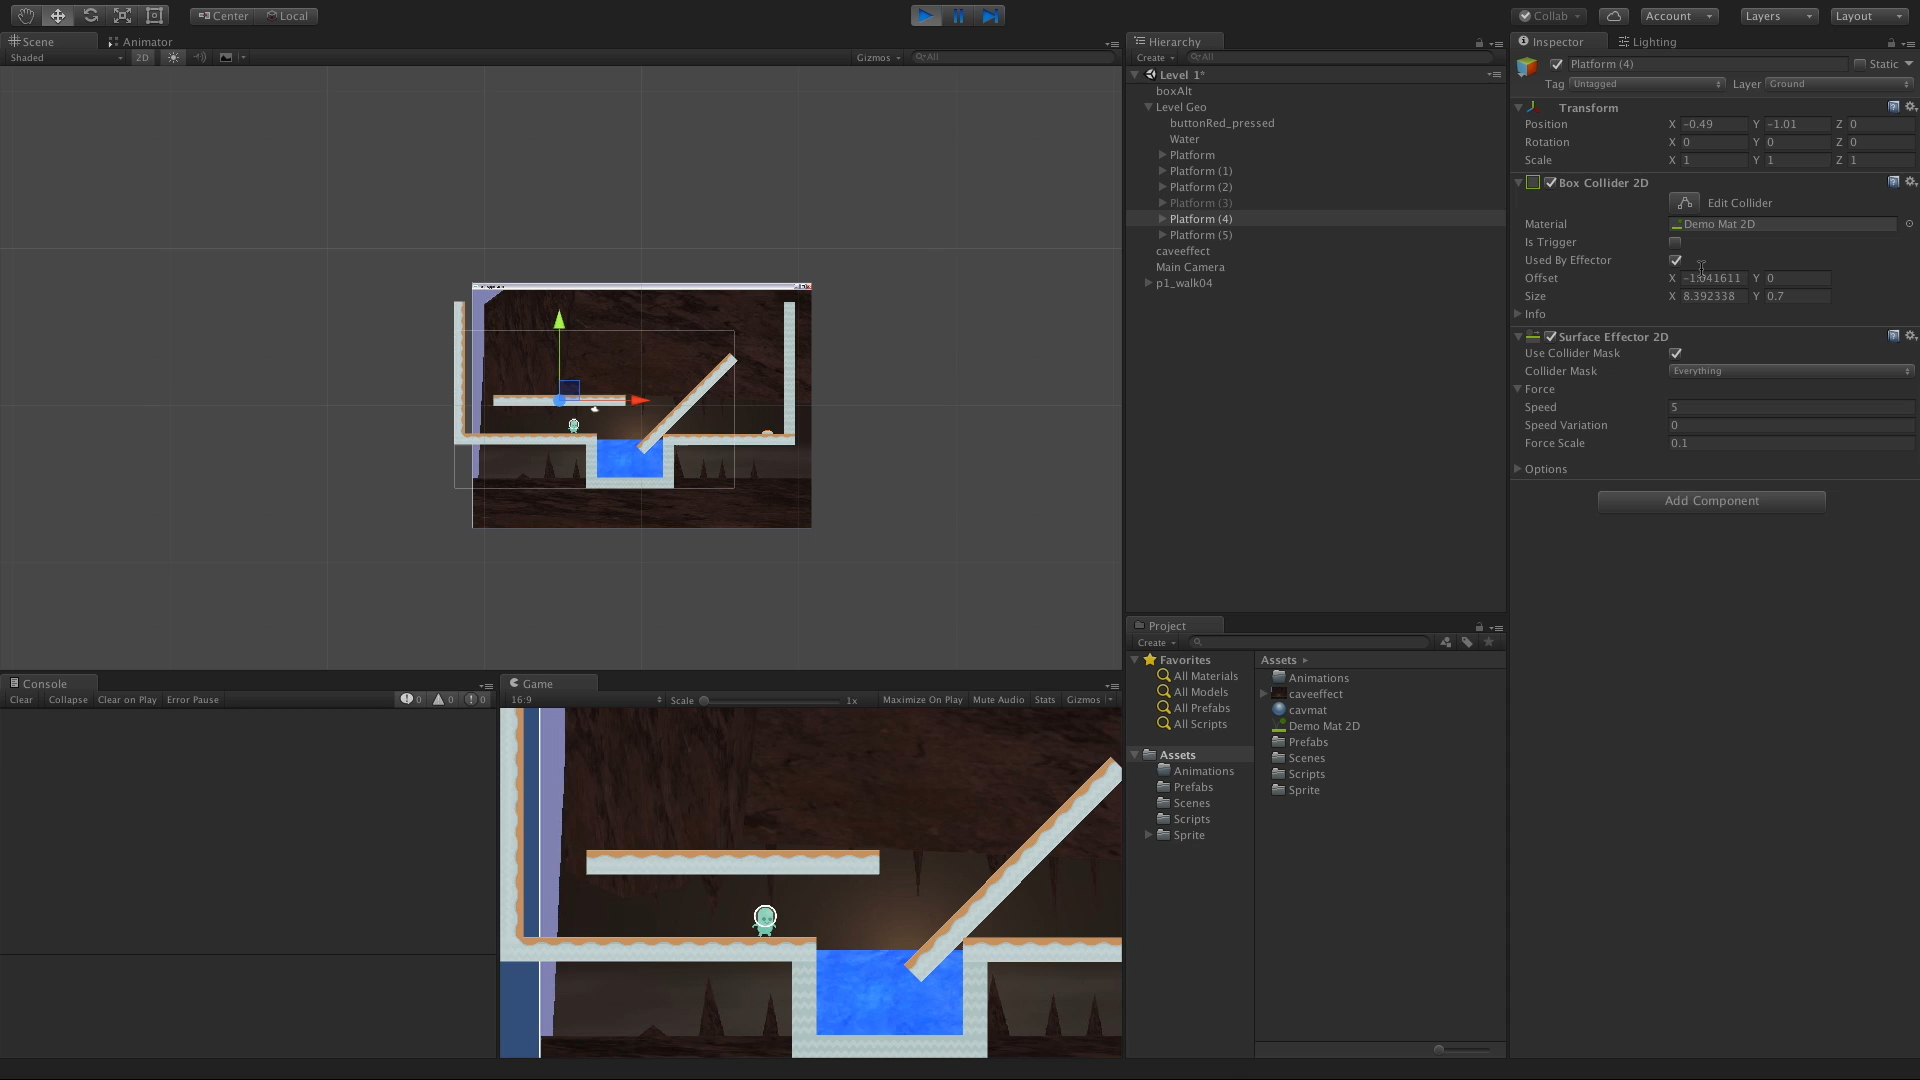 Center
Local
Collab
Account
Layers
Layout
Scene
Animator
Shaded
2D
Gizmos
All
Hierarchy
Create
All
Level 1*
boxAlt
Level Geo
buttonRed_pressed
Water
Platform
Platform (1)
Platform (2)
Platform (3)
Platform (4)
Platform (5)
caveeffect
Main Camera
p1_walk04
Inspector
Lighting
Platform (4)
Static
Tag
Untagged
Layer
Ground
Transform
Position X -0.49 Y -1.01 Z 0
Rotation X 0 Y 0 Z 0
Scale X 1 Y 1 Z 1
Box Collider 2D
Edit Collider
Material Demo Mat 2D
Is Trigger
Used By Effector
Offset X -1.041611 Y 0
Size X 8.392338 Y 0.7
Info
Surface Effector 2D
Use Collider Mask
Collider Mask Everything
Force
Speed 5
Speed Variation 0
Force Scale 0.1
Options
Add Component
Console
Clear
Collapse
Clear on Play
Error Pause
0
0
0
Game
16:9
Scale
1x
Maximize On Play
Mute Audio
Stats
Gizmos
Project
Create
Favorites
All Materials
All Models
All Prefabs
All Scripts
Assets
Animations
Prefabs
Scenes
Scripts
Sprite
Assets
Animations
caveeffect
cavmat
Demo Mat 2D
Prefabs
Scenes
Scripts
Sprite